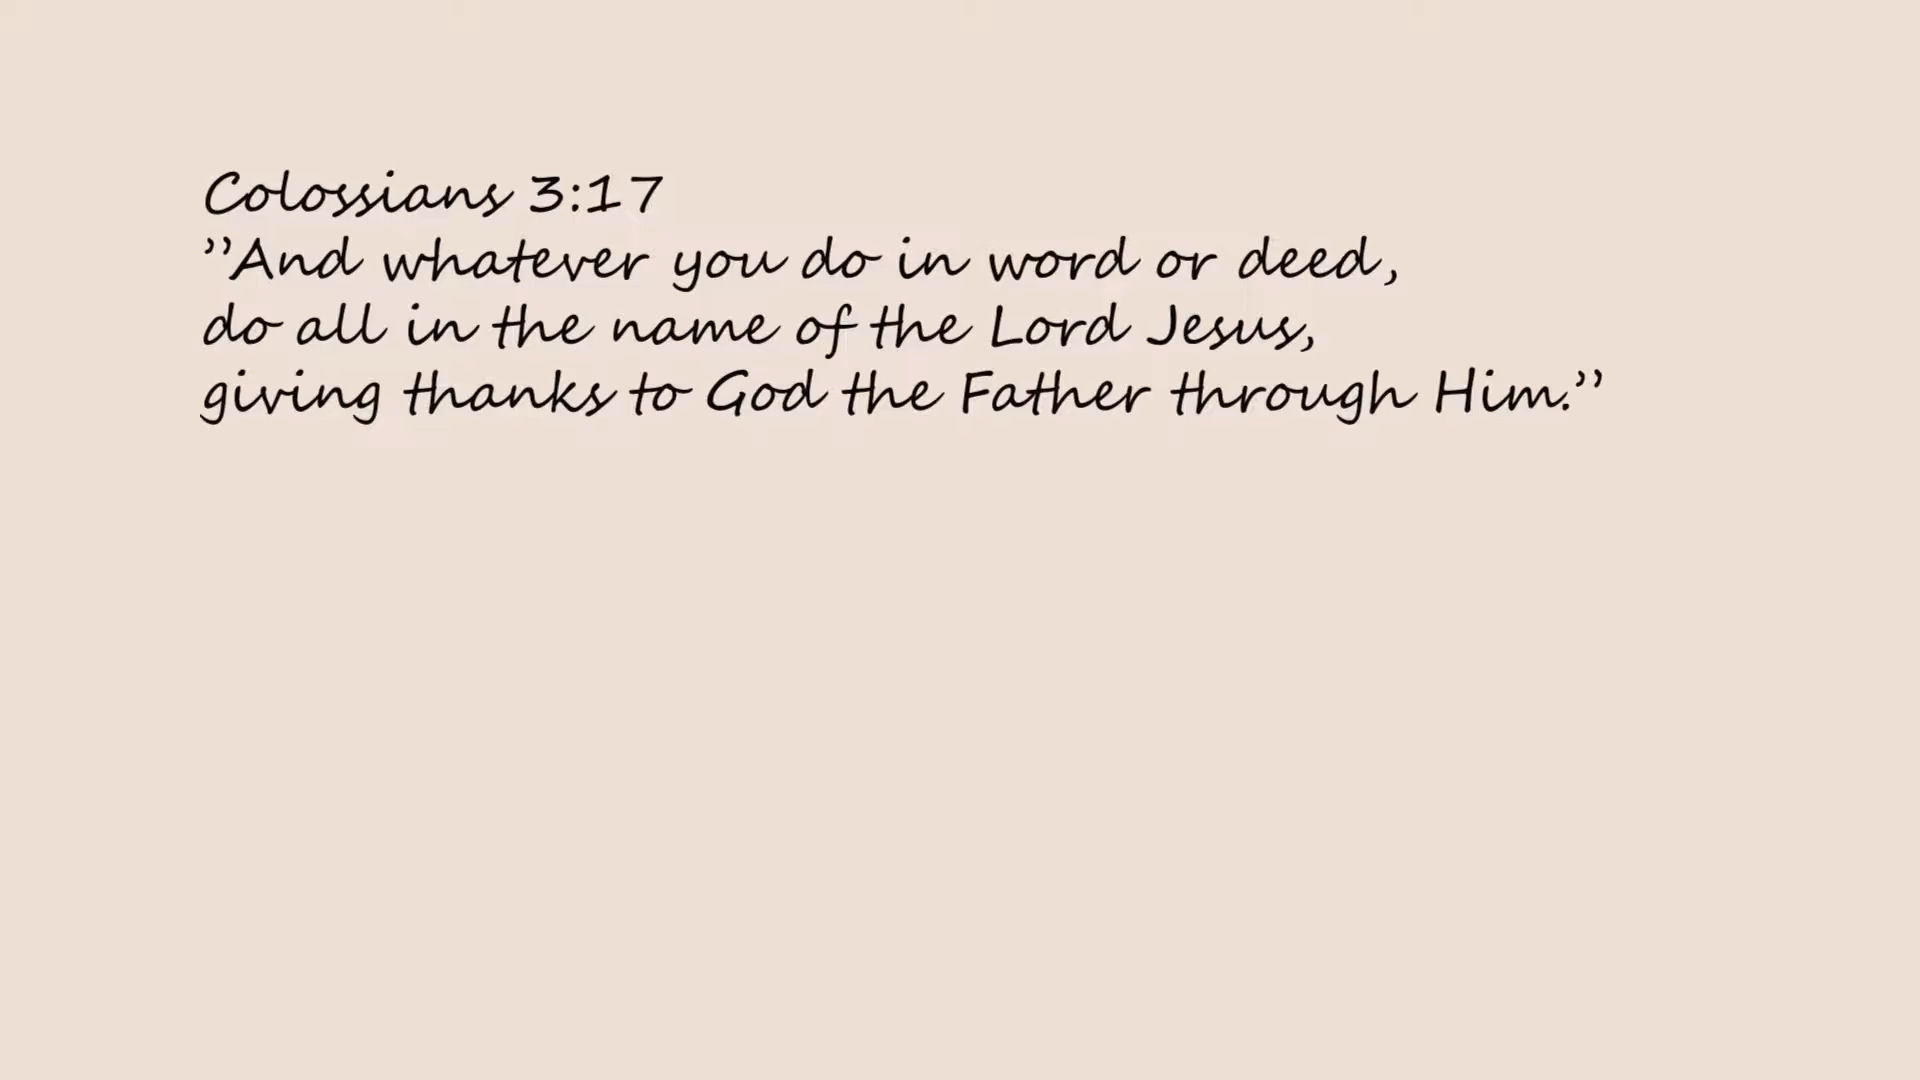 Colossians 3:17
”And whatever you do in word or deed,
do all in the name of the Lord Jesus,
giving thanks to God the Father through Him.”